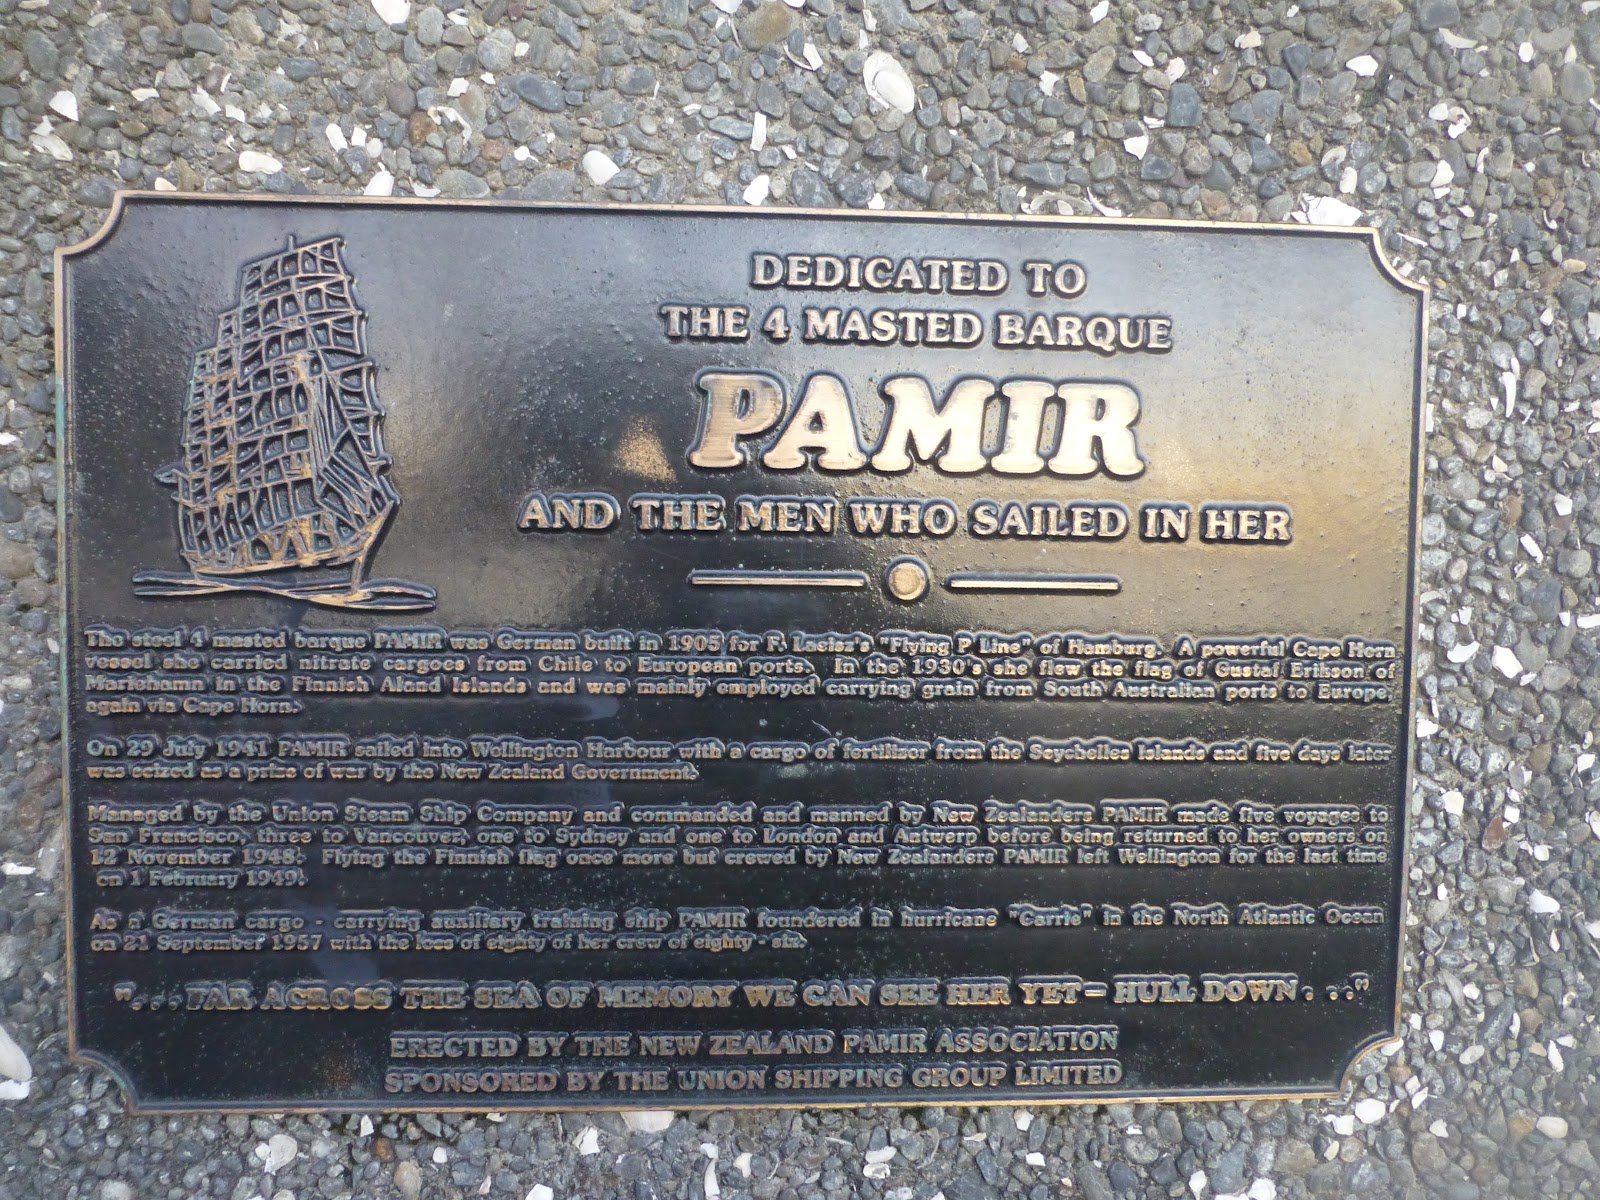 DEDICATED TO
THE 4 MASTED BARQUE
PAMIR
AND THE MEN WHO SAILED IN HER
The steel 4 masted barque PAMIR was German built in 1905 for F. Laeisz's "Flying P Line" of Hamburg. A powerful Cape Horn
vessel she carried nitrate cargoes from Chile to European ports. In the 1930's she flew the flag of Gustaf Erikson of
Mariehamn in the Finnish Aland Islands and was mainly employed carrying grain from South Australian ports to Europe,
again via Cape Horn.
On 29 July 1941 PAMIR sailed into Wellington Harbour with a cargo of fertilizer from the Seychelles Islands and five days later
was seized as a prize of war by the New Zealand Government.
Managed by the Union Steam Ship Company and commanded and manned by New Zealanders PAMIR made five voyages to
San Francisco, three to Vancouver, one to Sydney and one to London and Antwerp before being returned to her owners on
12 November 1948. Flying the Finnish flag once more but crewed by New Zealanders PAMIR left Wellington for the last time
on 1 February 1949.
As a German cargo - carrying auxiliary training ship PAMIR foundered in hurricane "Carrie" in the North Atlantic Ocean
on 21 September 1957 with the loss of eighty of her crew of eighty - six.
". . . FAR ACROSS THE SEA OF MEMORY WE CAN SEE HER YET - HULL DOWN . . ."
ERECTED BY THE NEW ZEALAND PAMIR ASSOCIATION
SPONSORED BY THE UNION SHIPPING GROUP LIMITED